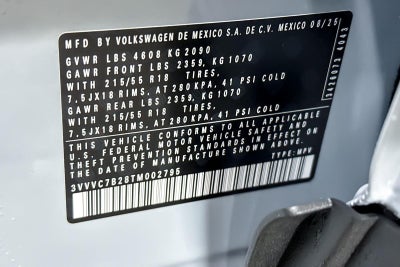 MFD.BY VOLKSWAGEN DE MEXICO S.A. DE C.V. MEXICO 08/25
GVWR LBS 4608 KG 2090
GAWR FRONT LBS 2359, KG 1070
WITH 215/55 R18 TIRES,
7.5JX18 RIMS, AT 280KPA, 41 PSI COLD
GAWR REAR LBS 2359, KG 1070
WITH 215/55 R18 TIRES,
7.5JX18 RIMS, AT 280KPA, 41 PSI COLD
THIS VEHICLE CONFORMS TO ALL APPLICABLE
U.S. FEDERAL MOTOR VEHICLE SAFETY AND
THEFT PREVENTION STANDARDS IN EFFECT ON
THE DATE OF MANUFACTURE SHOWN ABOVE.
3VVVC7B28TM002795 TYPE: MPV